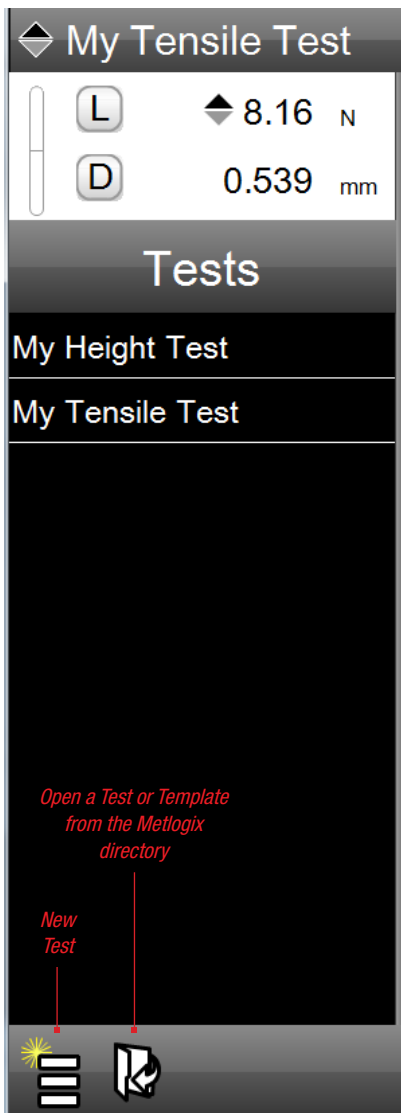 My Tensile Test
L 8.16 N
D 0.539 mm
Tests
My Height Test
My Tensile Test
Open a Test or Template
from the Metlogix
directory
New
Test